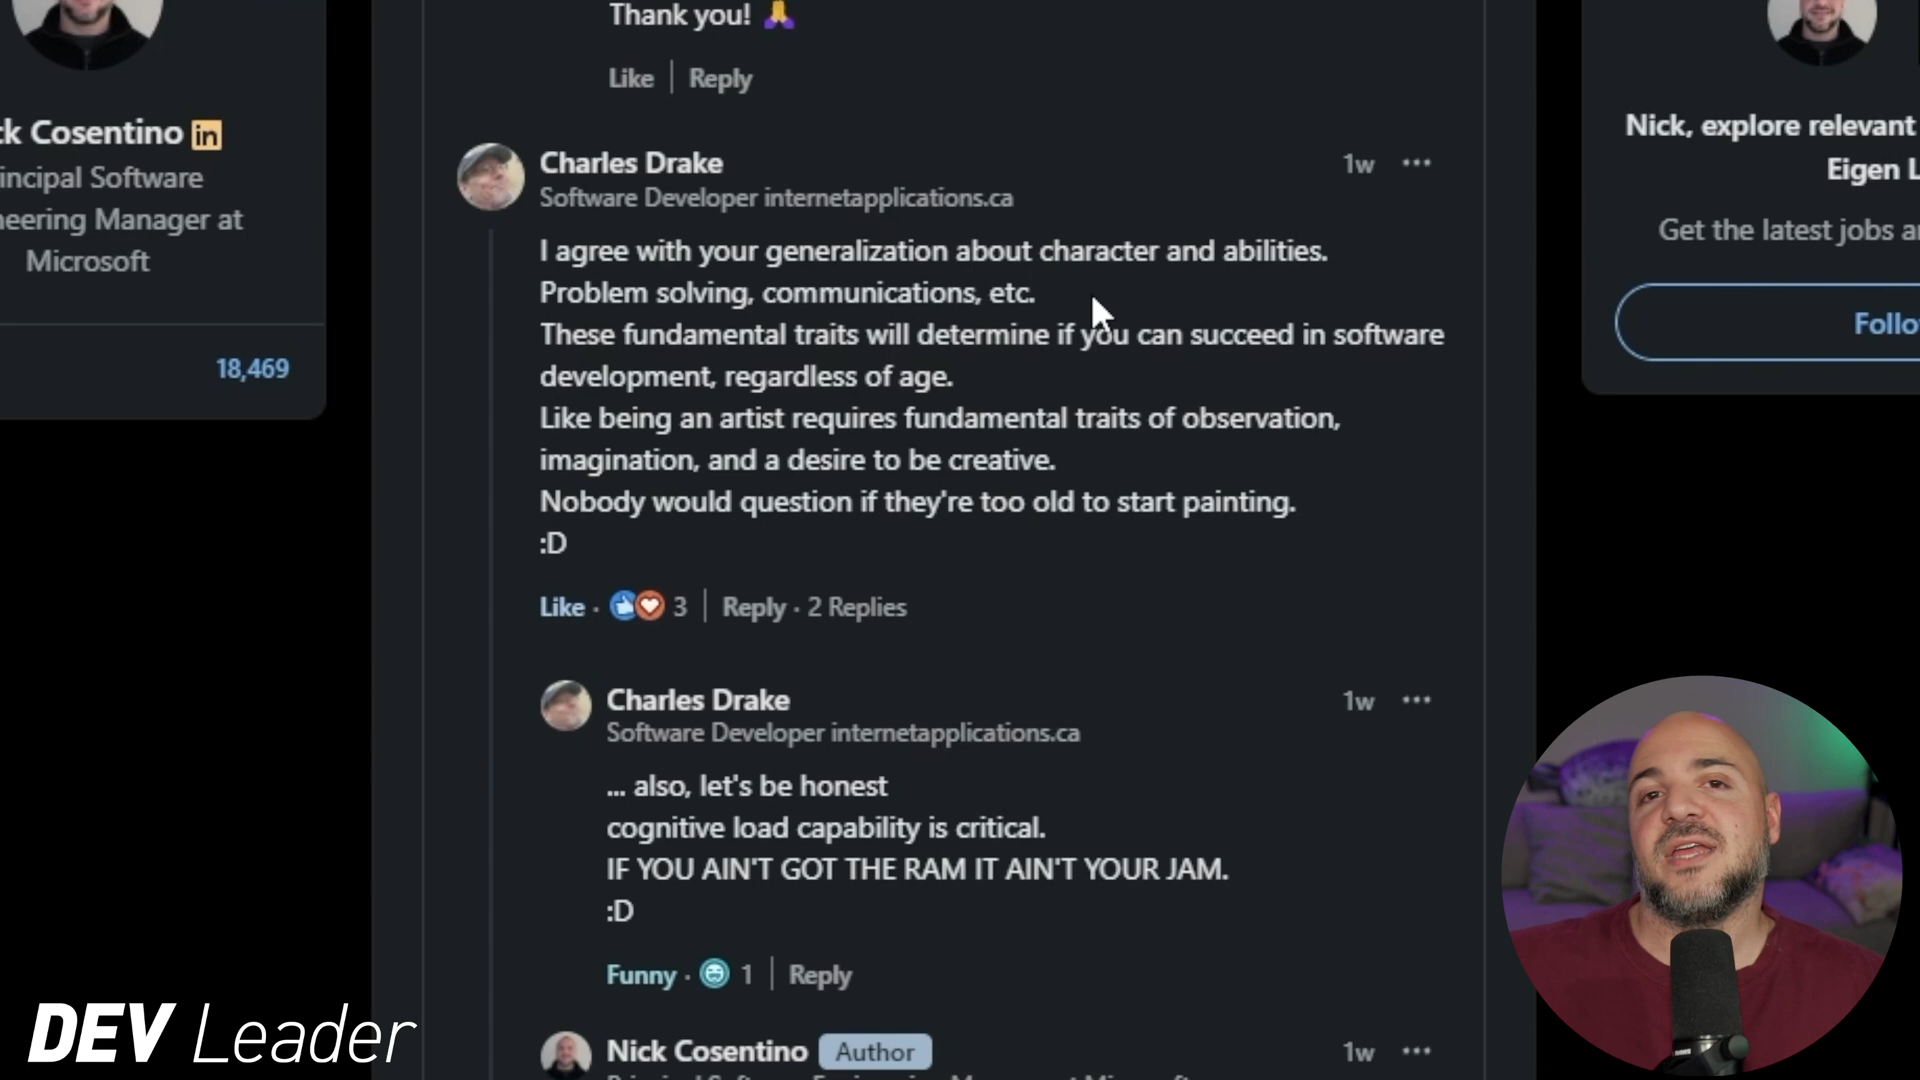 Thank you! 🙏
Like | Reply
ck Cosentino in
incipal Software
neering Manager at
Microsoft
18,469
Charles Drake
1w ...
Software Developer internetapplications.ca
I agree with your generalization about character and abilities.
Problem solving, communications, etc.
These fundamental traits will determine if you can succeed in software
development, regardless of age.
Like being an artist requires fundamental traits of observation,
imagination, and a desire to be creative.
Nobody would question if they're too old to start painting.
:D
Like · 3 | Reply · 2 Replies
Charles Drake
1w ...
Software Developer internetapplications.ca
... also, let's be honest
cognitive load capability is critical.
IF YOU AIN'T GOT THE RAM IT AIN'T YOUR JAM.
:D
Funny · 1 | Reply
Nick Cosentino Author
1w ...
Nick, explore relevant
Eigen L
Get the latest jobs a
Follo
DEV Leader